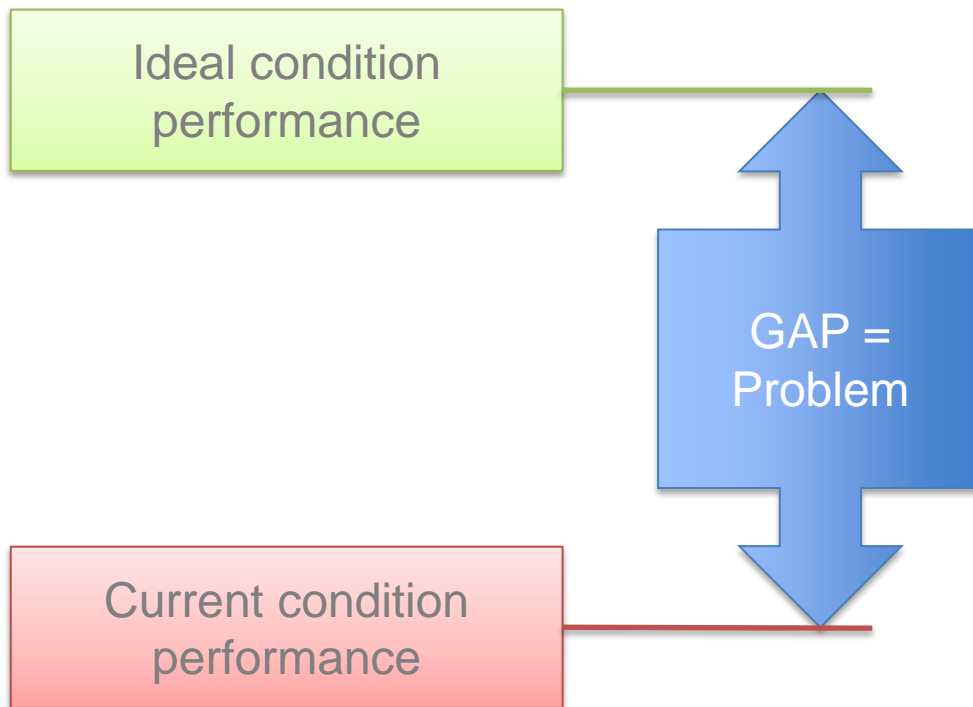 Ideal condition
performance
GAP =
Problem
Current condition
performance